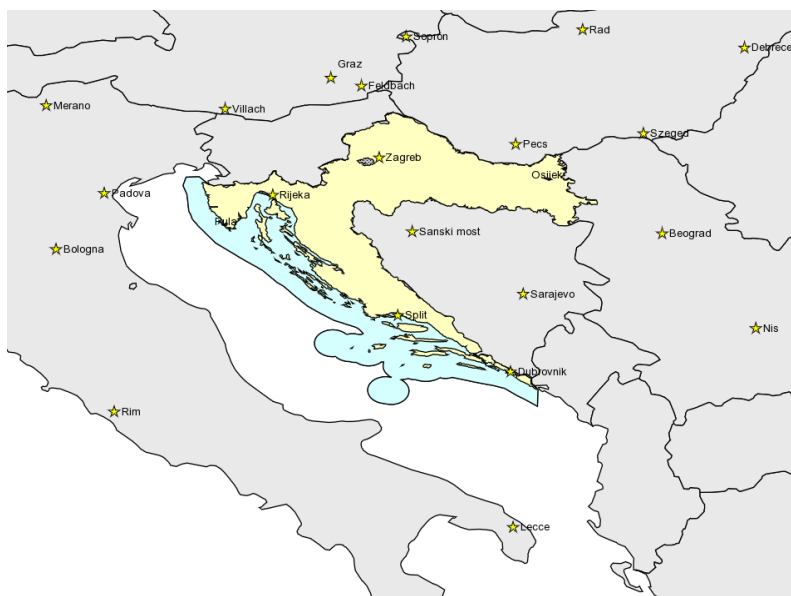 Sopron
Rad
Debrece
Graz
Feldbach
Merano
Villach
Szeged
Pecs
Zagreb
Osijek
Padova
Rijeka
Pula
Sanski most
Beograd
Bologna
Sarajevo
Split
Nis
Dubrovnik
Rim
Lecce